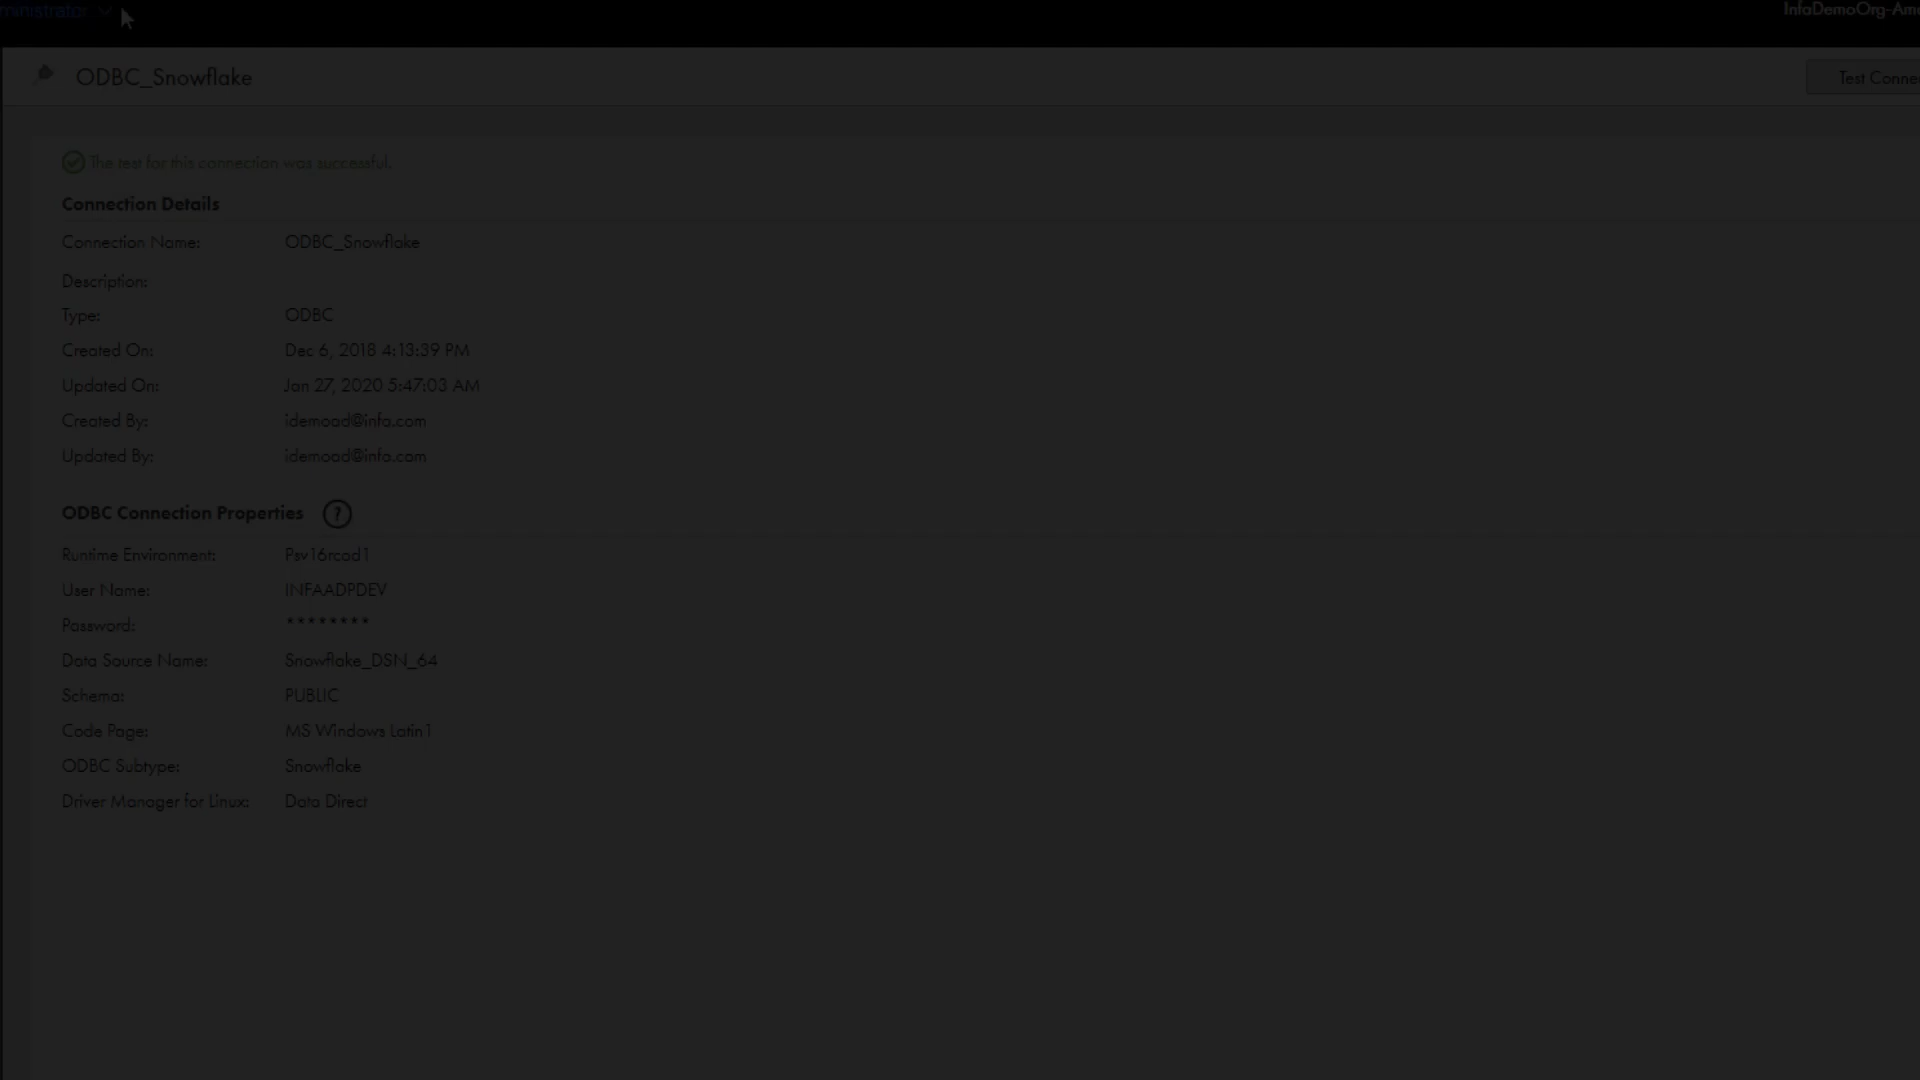 ministrator
InfaDemoOrg-Am
ODBC_Snowflake
Test Conne
The test for this connection was successful.
Connection Details
Connection Name: ODBC_Snowflake
Description:
Type: ODBC
Created On: Dec 6, 2018 4:13:39 PM
Updated On: Jan 27, 2020 5:47:03 AM
Created By: idemoad@infa.com
Updated By: idemoad@infa.com
ODBC Connection Properties ?
Runtime Environment: Psv16rcad1
User Name: INFAADPDEV
Password: ********
Data Source Name: Snowflake_DSN_64
Schema: PUBLIC
Code Page: MS Windows Latin1
ODBC Subtype: Snowflake
Driver Manager for Linux: Data Direct